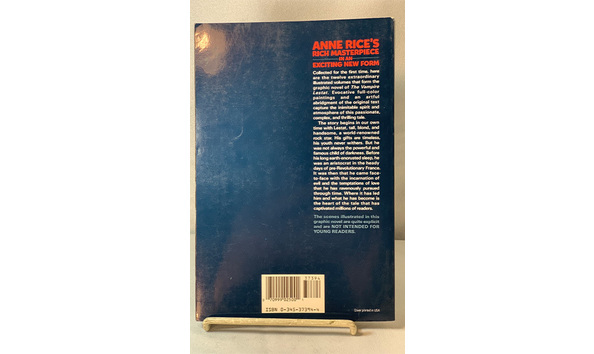 ANNE RICE'S
RICH MASTERPIECE
IN AN
EXCITING NEW FORM
Collected for the first time, here
are the twelve extraordinary
illustrated volumes that form the
graphic novel of The Vampire
Lestat. Evocative full-color
paintings and an artful
abridgment of the original text
capture the inimitable spirit and
atmosphere of this passionate,
complex, and thrilling tale.
The story begins in our own
time with Lestat, tall, blond, and
handsome, a world-renowned
rock star. His gifts are timeless,
his youth never withers. But he
was not always the powerful and
famous child of darkness. Before
his long earth-encrusted sleep, he
was an aristocrat in the heady
days of pre-Revolutionary France.
It was then that he came face-
to-face with the incarnation of
evil and the temptations of love
that he has ravenously pursued
through time. Where it has led
him and what he has become is
the heart of the tale that has
captivated millions of readers.
The scenes illustrated in this
graphic novel are quite explicit
and are NOT INTENDED FOR
YOUNG READERS.
37394
ISBN 0-345-37394-4